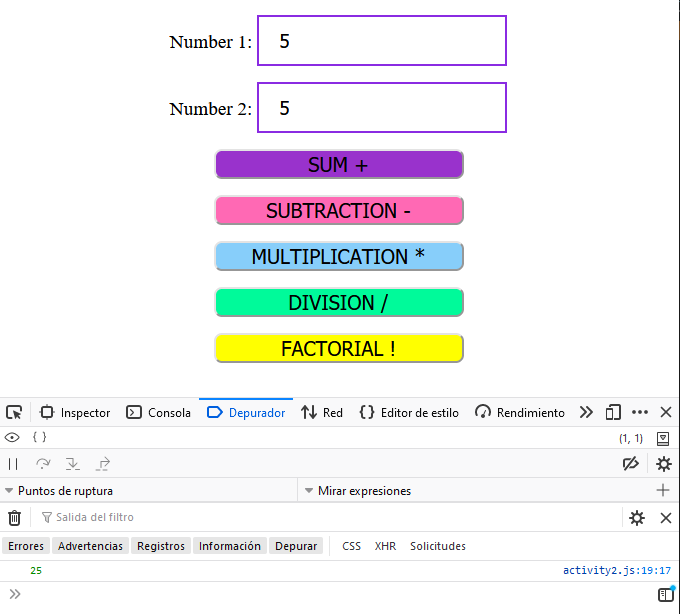 Number 1: 5
Number 2: 5
SUM +
SUBTRACTION -
MULTIPLICATION *
DIVISION /
FACTORIAL !
Inspector Consola Depurador Red {} Editor de estilo Rendimiento
{ } (1, 1)
Puntos de ruptura Mirar expresiones
Salida del filtro
Errores Advertencias Registros Información Depurar CSS XHR Solicitudes
25 activity2.js:19:17